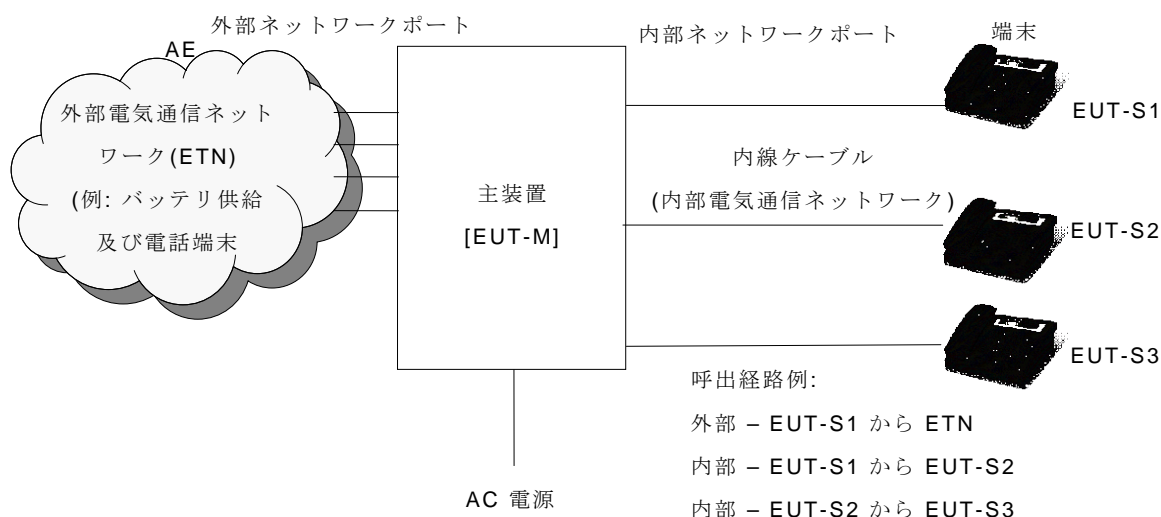 外部ネットワークポート
内部ネットワークポート
端末
AE
外部電気通信ネット
ワーク(ETN)
(例: バッテリ供給
及び電話端末
主装置
[EUT-M]
EUT-S1
内線ケーブル
(内部電気通信ネットワーク)
EUT-S2
EUT-S3
呼出経路例:
外部 – EUT-S1 から ETN
内部 – EUT-S1 から EUT-S2
内部 – EUT-S2 から EUT-S3
AC 電源